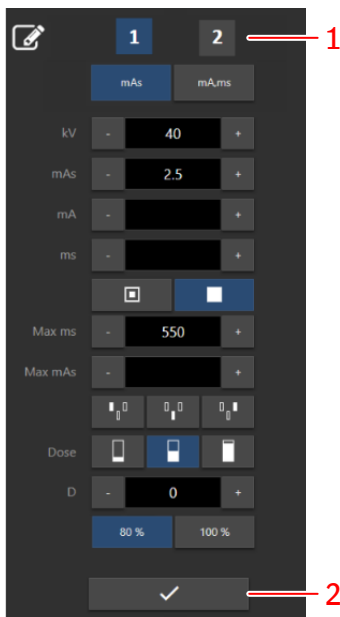 1 2 1
mAs mA,ms
kV - 40 +
mAs - 2.5 +
mA - +
ms - +
Max ms - 550 +
Max mAs - +
Dose
D - 0 +
80 % 100 %
2